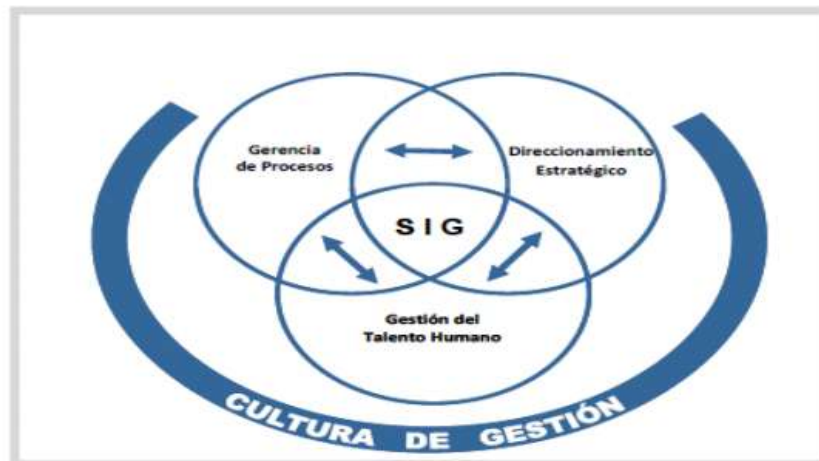 Gerencia
de Procesos
Direccionamiento
Estratégico
S I G
Gestión del
Talento Humano
CULTURA DE GESTIÓN